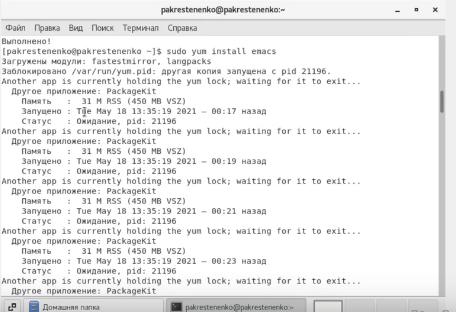 pakrestenenko@pakrestenenko:~
Файл Правка Вид Поиск Терминал Справка
Выполнено!
[pakrestenenko@pakrestenenko ~]$ sudo yum install emacs
Загружены модули: fastestmirror, langpacks
Заблокировано /var/run/yum.pid: другая копия запущена с pid 21196.
Another app is currently holding the yum lock; waiting for it to exit...
Другое приложение: PackageKit
Память : 31 M RSS (450 MB VSZ)
Запущено : Tue May 18 13:35:19 2021 — 00:17 назад
Статус : Ожидание, pid: 21196
Another app is currently holding the yum lock; waiting for it to exit...
Другое приложение: PackageKit
Память : 31 M RSS (450 MB VSZ)
Запущено : Tue May 18 13:35:19 2021 — 00:19 назад
Статус : Ожидание, pid: 21196
Another app is currently holding the yum lock; waiting for it to exit...
Другое приложение: PackageKit
Память : 31 M RSS (450 MB VSZ)
Запущено : Tue May 18 13:35:19 2021 — 00:21 назад
Статус : Ожидание, pid: 21196
Another app is currently holding the yum lock; waiting for it to exit...
Другое приложение: PackageKit
Память : 31 M RSS (450 MB VSZ)
Запущено : Tue May 18 13:35:19 2021 — 00:23 назад
Статус : Ожидание, pid: 21196
Another app is currently holding the yum lock; waiting for it to exit...
Другое приложение: PackageKit
Домашняя папка
pakrestenenko@pakrestenenko:~